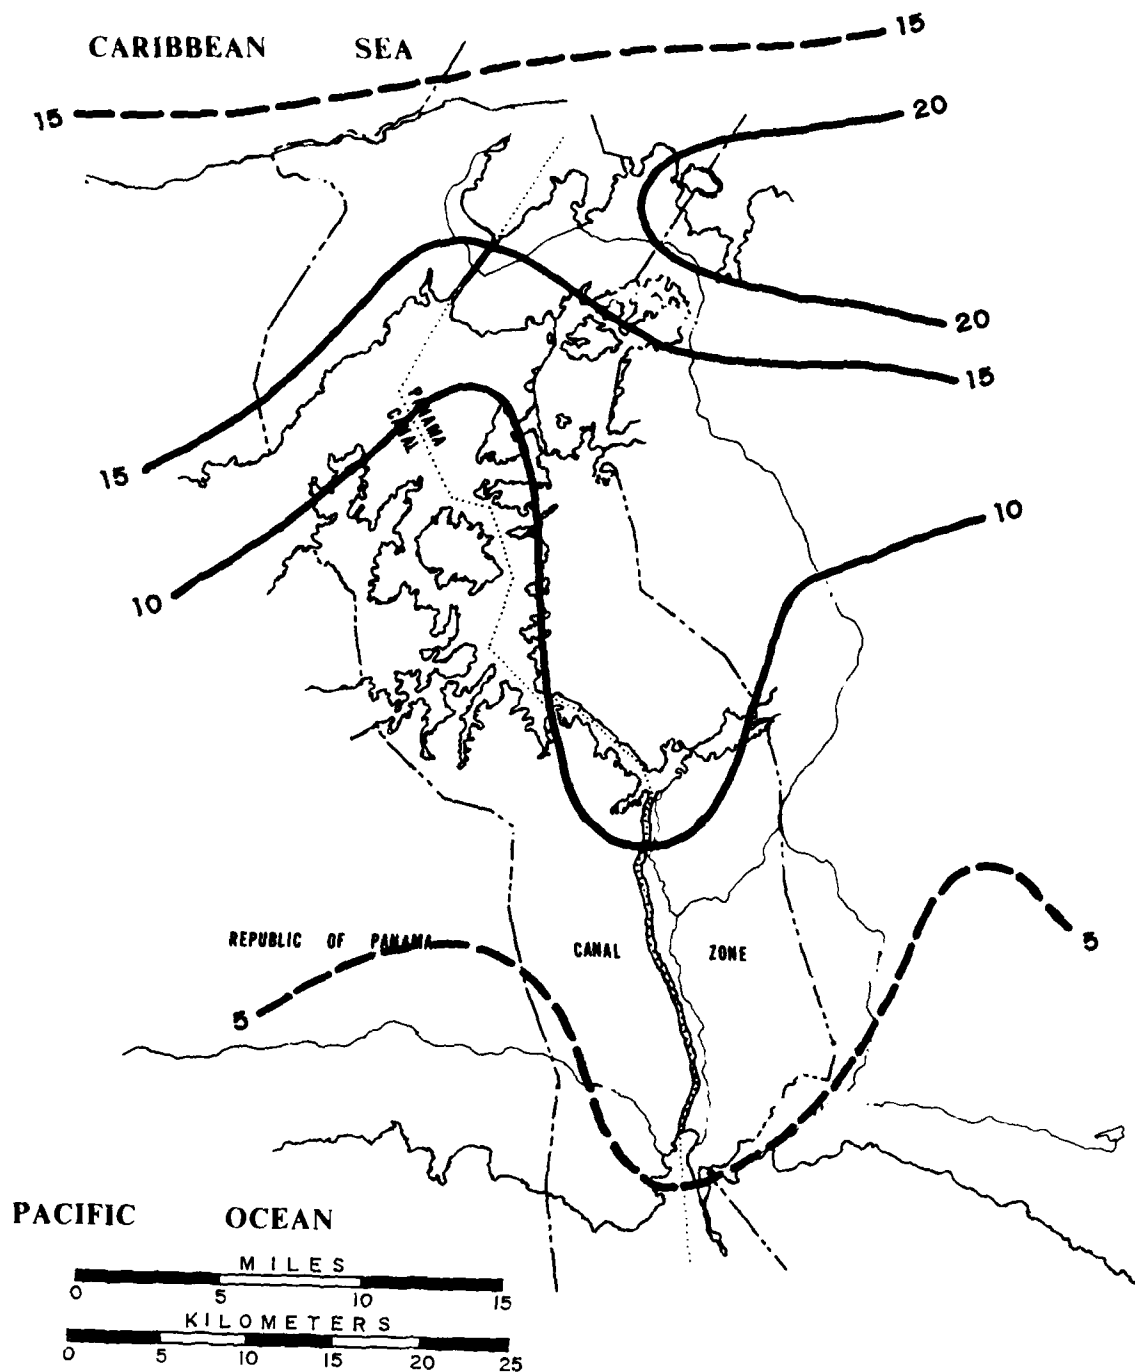 CARIBBEAN SEA
15
15
20
20
15
PANAMA
CANAL
15
10
10
REPUBLIC OF PANAMA
CANAL ZONE
5
5
PACIFIC OCEAN
MILES
0 5 10 15
KILOMETERS
0 5 10 15 20 25